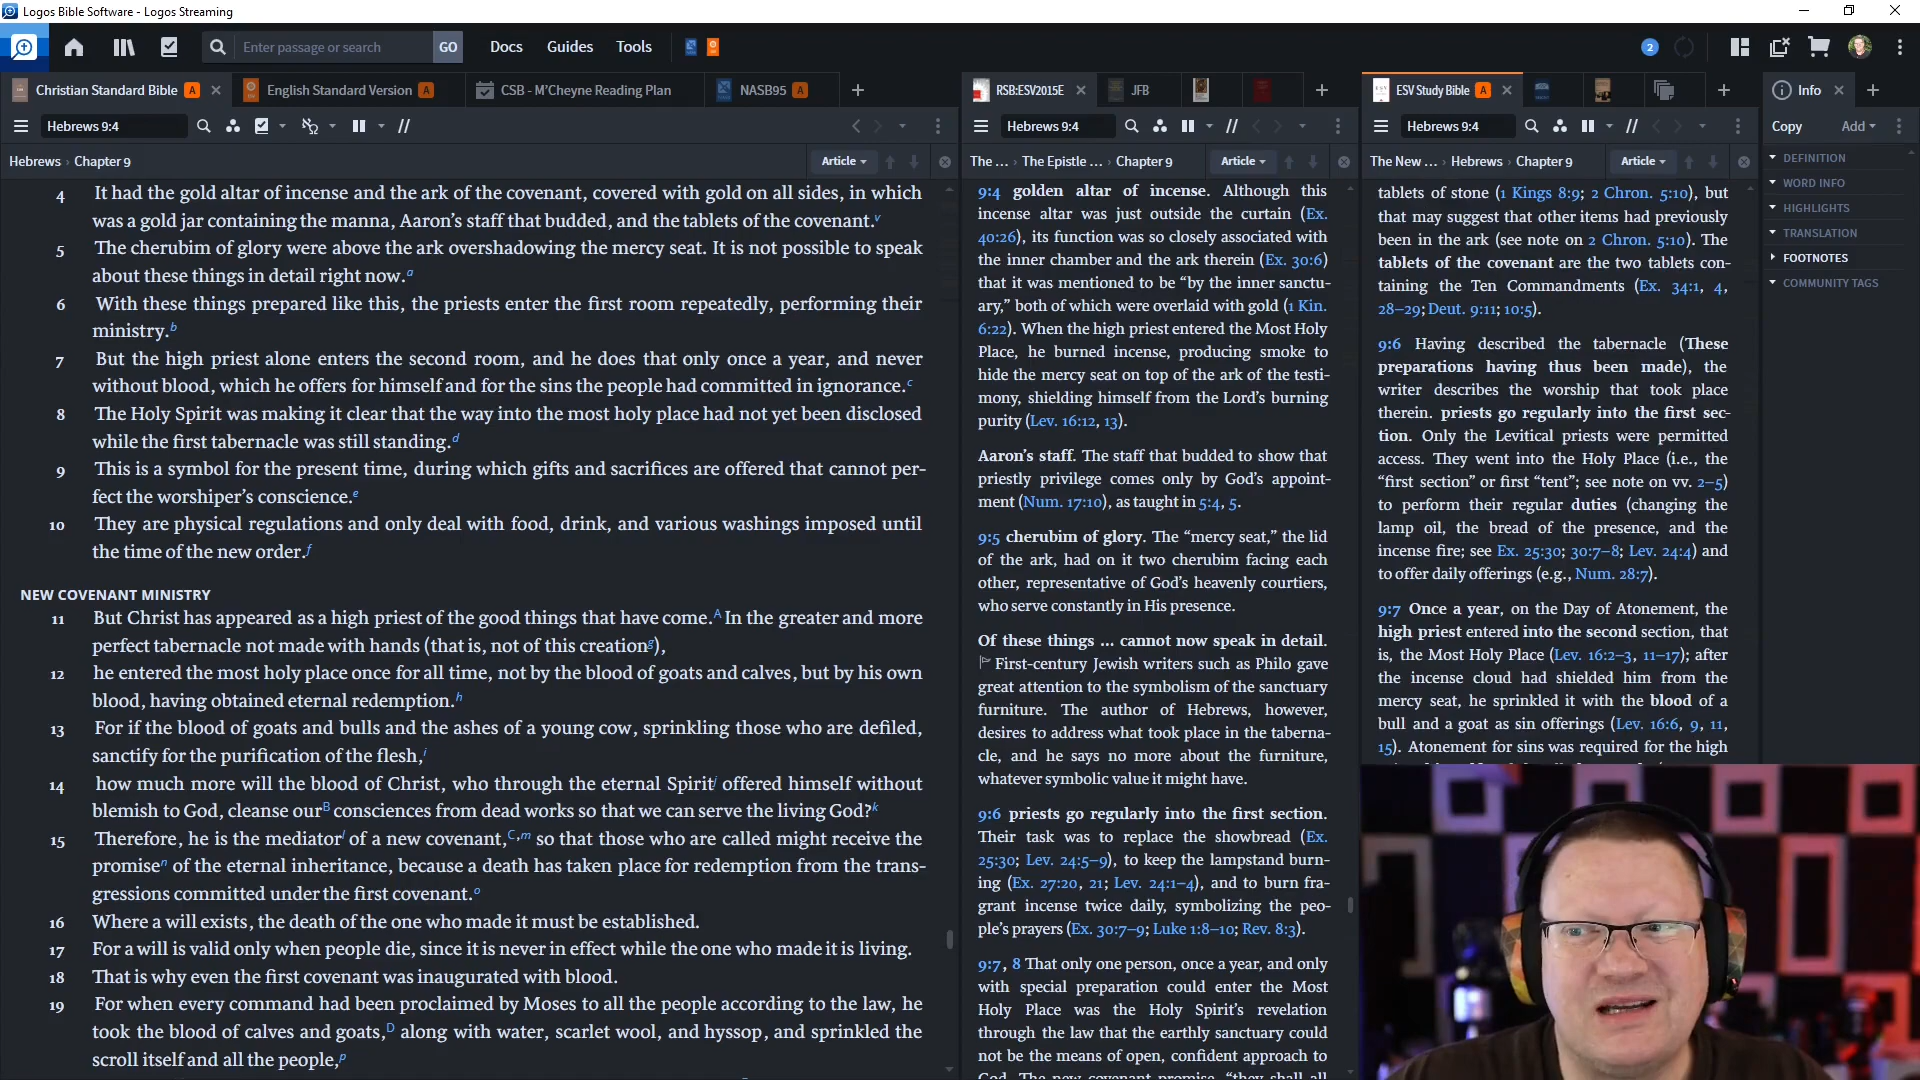 Logos Bible Software - Logos Streaming
Enter passage or search
GO
Docs
Guides
Tools
2
Christian Standard Bible A
English Standard Version A
CSB - M'Cheyne Reading Plan
NASB95 A
Hebrews 9:4
Hebrews › Chapter 9
Article
4 It had the gold altar of incense and the ark of the covenant, covered with gold on all sides, in which
was a gold jar containing the manna, Aaron's staff that budded, and the tablets of the covenant.v
5 The cherubim of glory were above the ark overshadowing the mercy seat. It is not possible to speak
about these things in detail right now.a
6 With these things prepared like this, the priests enter the first room repeatedly, performing their
ministry.b
7 But the high priest alone enters the second room, and he does that only once a year, and never
without blood, which he offers for himself and for the sins the people had committed in ignorance.c
8 The Holy Spirit was making it clear that the way into the most holy place had not yet been disclosed
while the first tabernacle was still standing.d
9 This is a symbol for the present time, during which gifts and sacrifices are offered that cannot per-
fect the worshiper's conscience.e
10 They are physical regulations and only deal with food, drink, and various washings imposed until
the time of the new order.f
NEW COVENANT MINISTRY
11 But Christ has appeared as a high priest of the good things that have come.A In the greater and more
perfect tabernacle not made with hands (that is, not of this creationg),
12 he entered the most holy place once for all time, not by the blood of goats and calves, but by his own
blood, having obtained eternal redemption.h
13 For if the blood of goats and bulls and the ashes of a young cow, sprinkling those who are defiled,
sanctify for the purification of the flesh,i
14 how much more will the blood of Christ, who through the eternal Spiritj offered himself without
blemish to God, cleanse ourB consciences from dead works so that we can serve the living God?k
15 Therefore, he is the mediatorl of a new covenant,C,m so that those who are called might receive the
promisen of the eternal inheritance, because a death has taken place for redemption from the trans-
gressions committed under the first covenant.o
16 Where a will exists, the death of the one who made it must be established.
17 For a will is valid only when people die, since it is never in effect while the one who made it is living.
18 That is why even the first covenant was inaugurated with blood.
19 For when every command had been proclaimed by Moses to all the people according to the law, he
took the blood of calves and goats,D along with water, scarlet wool, and hyssop, and sprinkled the
scroll itself and all the people,p
RSB:ESV2015E
JFB
Hebrews 9:4
The ... › The Epistle ... › Chapter 9
Article
9:4 golden altar of incense. Although this
incense altar was just outside the curtain (Ex.
40:26), its function was so closely associated with
the inner chamber and the ark therein (Ex. 30:6)
that it was mentioned to be “by the inner sanctu-
ary,” both of which were overlaid with gold (1 Kin.
6:22). When the high priest entered the Most Holy
Place, he burned incense, producing smoke to
hide the mercy seat on top of the ark of the testi-
mony, shielding himself from the Lord's burning
purity (Lev. 16:12, 13).
Aaron's staff. The staff that budded to show that
priestly privilege comes only by God's appoint-
ment (Num. 17:10), as taught in 5:4, 5.
9:5 cherubim of glory. The “mercy seat,” the lid
of the ark, had on it two cherubim facing each
other, representative of God's heavenly courtiers,
who serve constantly in His presence.
Of these things ... cannot now speak in detail.
First-century Jewish writers such as Philo gave
great attention to the symbolism of the sanctuary
furniture. The author of Hebrews, however,
desires to address what took place in the taberna-
cle, and he says no more about the furniture,
whatever symbolic value it might have.
9:6 priests go regularly into the first section.
Their task was to replace the showbread (Ex.
25:30; Lev. 24:5–9), to keep the lampstand burn-
ing (Ex. 27:20, 21; Lev. 24:1–4), and to burn fra-
grant incense twice daily, symbolizing the peo-
ple's prayers (Ex. 30:7–9; Luke 1:8–10; Rev. 8:3).
9:7, 8 That only one person, once a year, and only
with special preparation could enter the Most
Holy Place was the Holy Spirit's revelation
through the law that the earthly sanctuary could
not be the means of open, confident approach to
God. The new covenant promise, “they shall all
ESV Study Bible A
Hebrews 9:4
The New ... › Hebrews › Chapter 9
Article
tablets of stone (1 Kings 8:9; 2 Chron. 5:10), but
that may suggest that other items had previously
been in the ark (see note on 2 Chron. 5:10). The
tablets of the covenant are the two tablets con-
taining the Ten Commandments (Ex. 34:1, 4,
28–29; Deut. 9:11; 10:5).
9:6 Having described the tabernacle (These
preparations having thus been made), the
writer describes the worship that took place
therein. priests go regularly into the first sec-
tion. Only the Levitical priests were permitted
access. They went into the Holy Place (i.e., the
“first section” or first “tent”; see note on vv. 2–5)
to perform their regular duties (changing the
lamp oil, the bread of the presence, and the
incense fire; see Ex. 25:30; 30:7–8; Lev. 24:4) and
to offer daily offerings (e.g., Num. 28:7).
9:7 Once a year, on the Day of Atonement, the
high priest entered into the second section, that
is, the Most Holy Place (Lev. 16:2–3, 11–17); after
the incense cloud had shielded him from the
mercy seat, he sprinkled it with the blood of a
bull and a goat as sin offerings (Lev. 16:6, 9, 11,
15). Atonement for sins was required for the high
Info
Copy
Add
DEFINITION
WORD INFO
HIGHLIGHTS
TRANSLATION
FOOTNOTES
COMMUNITY TAGS